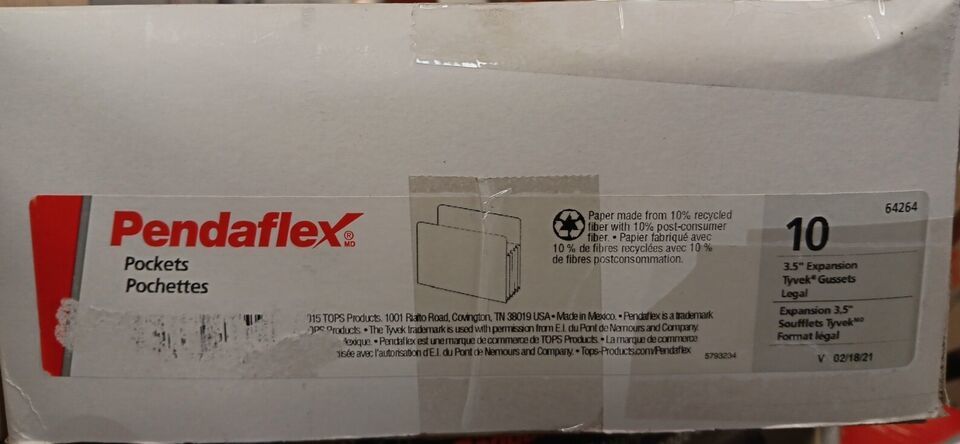 Pendaflex®
MD
Pockets
Pochettes
Paper made from 10% recycled
fiber with 10% post-consumer
fiber. • Papier fabriqué avec
10 % de fibres recyclées avec 10 %
de fibres postconsommation.
10
64264
3.5" Expansion
Tyvek® Gussets
Legal
Expansion 3,5"
Soufflets Tyvek MD
Format légal
V 02/18/21
015 TOPS Products. 1001 Rialto Road, Covington, TN 38019 USA • Made in Mexico. • Pendaflex is a trademark
OPS Products. • The Tyvek trademark is used with permission from E.I. du Pont de Nemours and Company.
exique. • Pendaflex est une marque de commerce de TOPS Products. • La marque de commerce
isée avec l'autorisation d'E.I. du Pont de Nemours and Company. • Tops-Products.com/Pendaflex
5793234